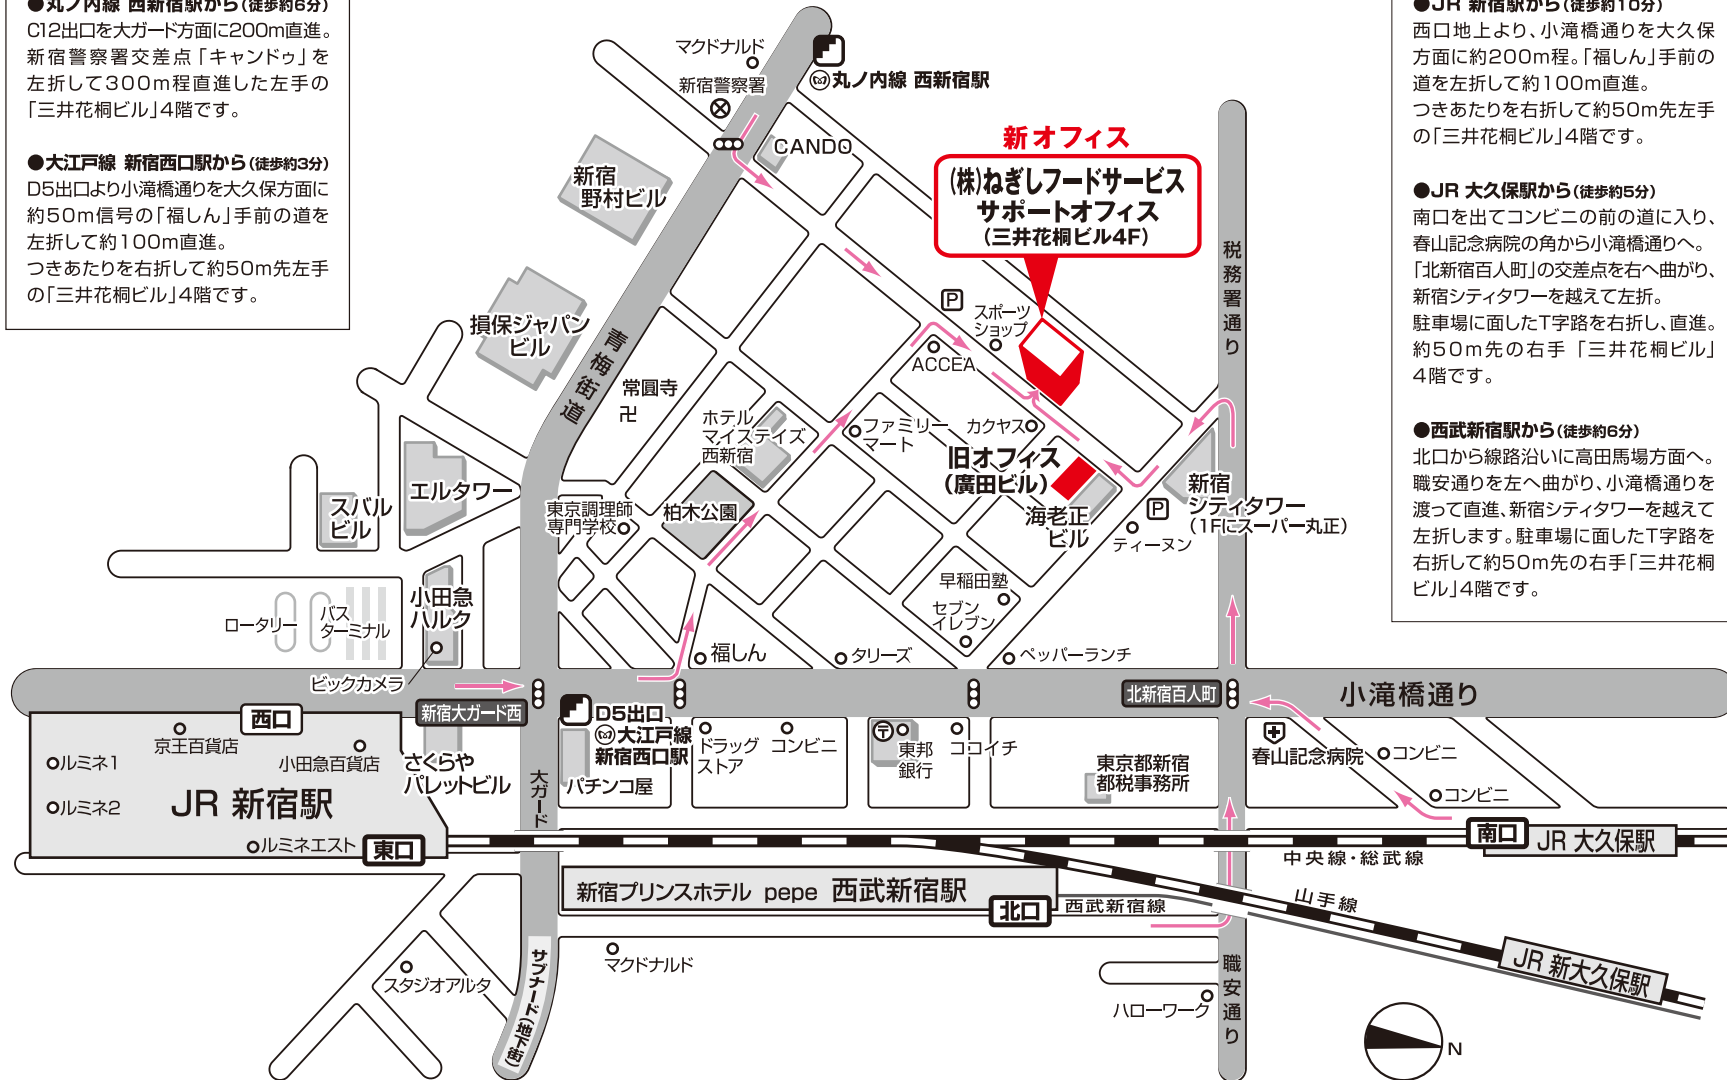 ●丸ノ内線 西新宿駅から(徒歩約6分)
C12出口を大ガード方面に200m直進。
新宿警察署交差点「キャンドゥ」を
左折して300m程直進した左手の
「三井花桐ビル」4階です。
●大江戸線 新宿西口駅から(徒歩約3分)
D5出口より小滝橋通りを大久保方面に
約50m信号の「福しん」手前の道を
左折して約100m直進。
つきあたりを右折して約50m先左手
の「三井花桐ビル」4階です。
●JR 新宿駅から(徒歩約10分)
西口地上より、小滝橋通りを大久保
方面に約200m程。「福しん」手前の
道を左折して約100m直進。
つきあたりを右折して約50m先左手
の「三井花桐ビル」4階です。
●JR 大久保駅から(徒歩約5分)
南口を出てコンビニの前の道に入り、
春山記念病院の角から小滝橋通りへ。
「北新宿百人町」の交差点を右へ曲がり、
新宿シティタワーを越えて左折。
駐車場に面したT字路を右折し、直進。
約50m先の右手「三井花桐ビル」
4階です。
●西武新宿駅から(徒歩約6分)
北口から線路沿いに高田馬場方面へ。
職安通りを左へ曲がり、小滝橋通りを
渡って直進、新宿シティタワーを越えて
左折します。駐車場に面したT字路を
右折して約50m先の右手「三井花桐
ビル」4階です。
マクドナルド
新宿警察署
丸ノ内線 西新宿駅
CANDO
新宿
野村ビル
新オフィス
(株)ねぎしフードサービス
サポートオフィス
(三井花桐ビル4F)
税務署通り
P
スポーツ
ショップ
ACCEA
損保ジャパン
ビル
青梅街道
常圓寺
卍
ホテル
マイステイズ
西新宿
ファミリー
マート
カクヤス
旧オフィス
(廣田ビル)
海老正
ビル
P
ティーヌン
新宿
シティタワー
(1Fにスーパー丸正)
エルタワー
スバル
ビル
東京調理師
専門学校
柏木公園
早稲田塾
セブン
イレブン
小田急
ハルク
ロータリー
バス
ターミナル
ビックカメラ
福しん
タリーズ
ペッパーランチ
新宿大ガード西
北新宿百人町
小滝橋通り
西口
京王百貨店
小田急百貨店
ルミネ1
ルミネ2
JR 新宿駅
ルミネエスト
東口
さくらや
パレットビル
D5出口
大江戸線
新宿西口駅
パチンコ屋
大ガード
ドラッグ
ストア
コンビニ
〒
東邦
銀行
ココイチ
東京都新宿
都税事務所
春山記念病院
コンビニ
コンビニ
南口
JR 大久保駅
中央線・総武線
新宿プリンスホテル pepe 西武新宿駅
北口
西武新宿線
山手線
JR 新大久保駅
サブナード(地下街)
マクドナルド
スタジオアルタ
職安通り
ハローワーク
N